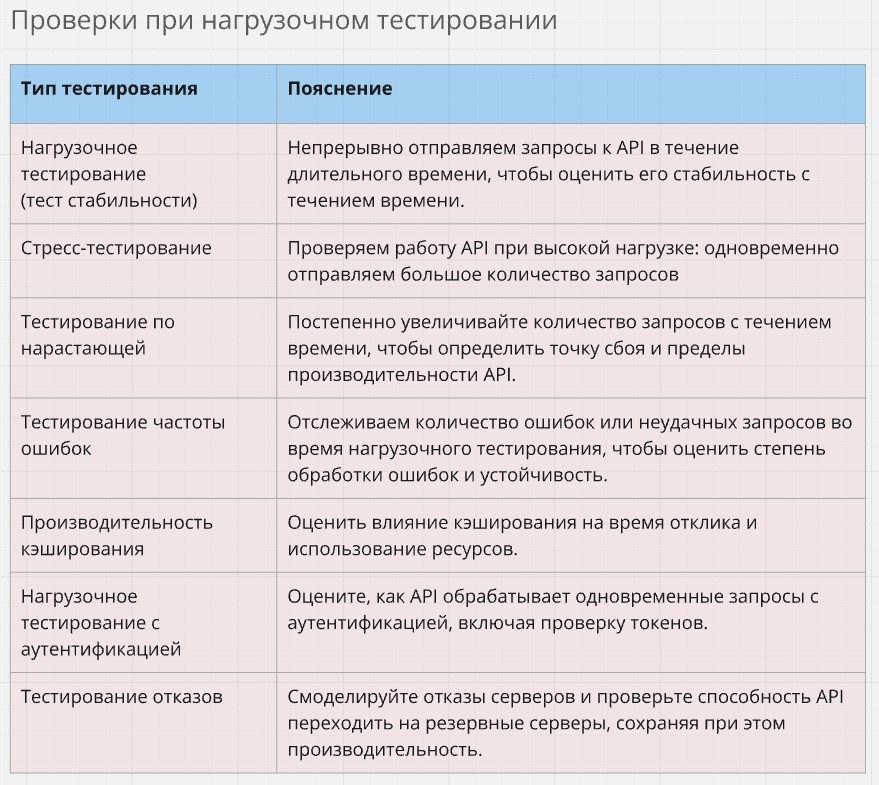 Проверки при нагрузочном тестировании
Тип тестирования
Пояснение
Нагрузочное
тестирование
(тест стабильности)
Непрерывно отправляем запросы к API в течение
длительного времени, чтобы оценить его стабильность с
течением времени.
Стресс-тестирование
Проверяем работу API при высокой нагрузке: одновременно
отправляем большое количество запросов
Тестирование по
нарастающей
Постепенно увеличивайте количество запросов с течением
времени, чтобы определить точку сбоя и пределы
производительности API.
Тестирование частоты
ошибок
Отслеживаем количество ошибок или неудачных запросов во
время нагрузочного тестирования, чтобы оценить степень
обработки ошибок и устойчивость.
Производительность
кэширования
Оценить влияние кэширования на время отклика и
использование ресурсов.
Нагрузочное
тестирование с
аутентификацией
Оцените, как API обрабатывает одновременные запросы с
аутентификацией, включая проверку токенов.
Тестирование отказов
Смоделируйте отказы серверов и проверьте способность API
переходить на резервные серверы, сохраняя при этом
производительность.